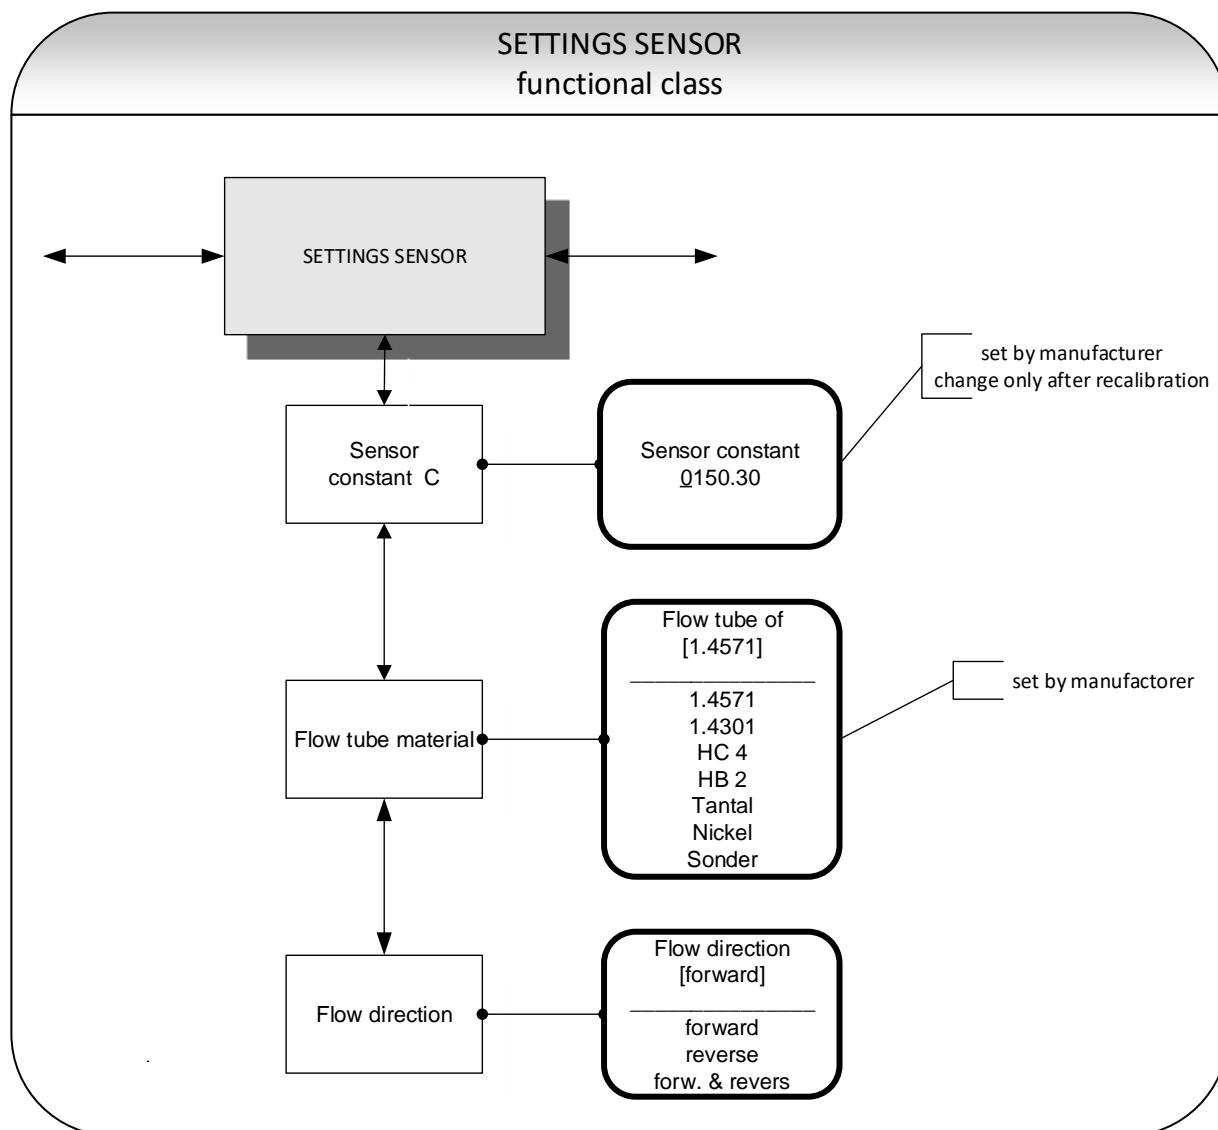 SETTINGS SENSOR
functional class
SETTINGS SENSOR
set by manufacturer
change only after recalibration
Sensor
constant C
Sensor constant
0150.30
Flow tube of
[1.4571]
_______________
1.4571
1.4301
HC 4
HB 2
Tantal
Nickel
Sonder
Flow tube material
set by manufactorer
Flow direction
[forward]
_______________
forward
reverse
forw. & revers
Flow direction